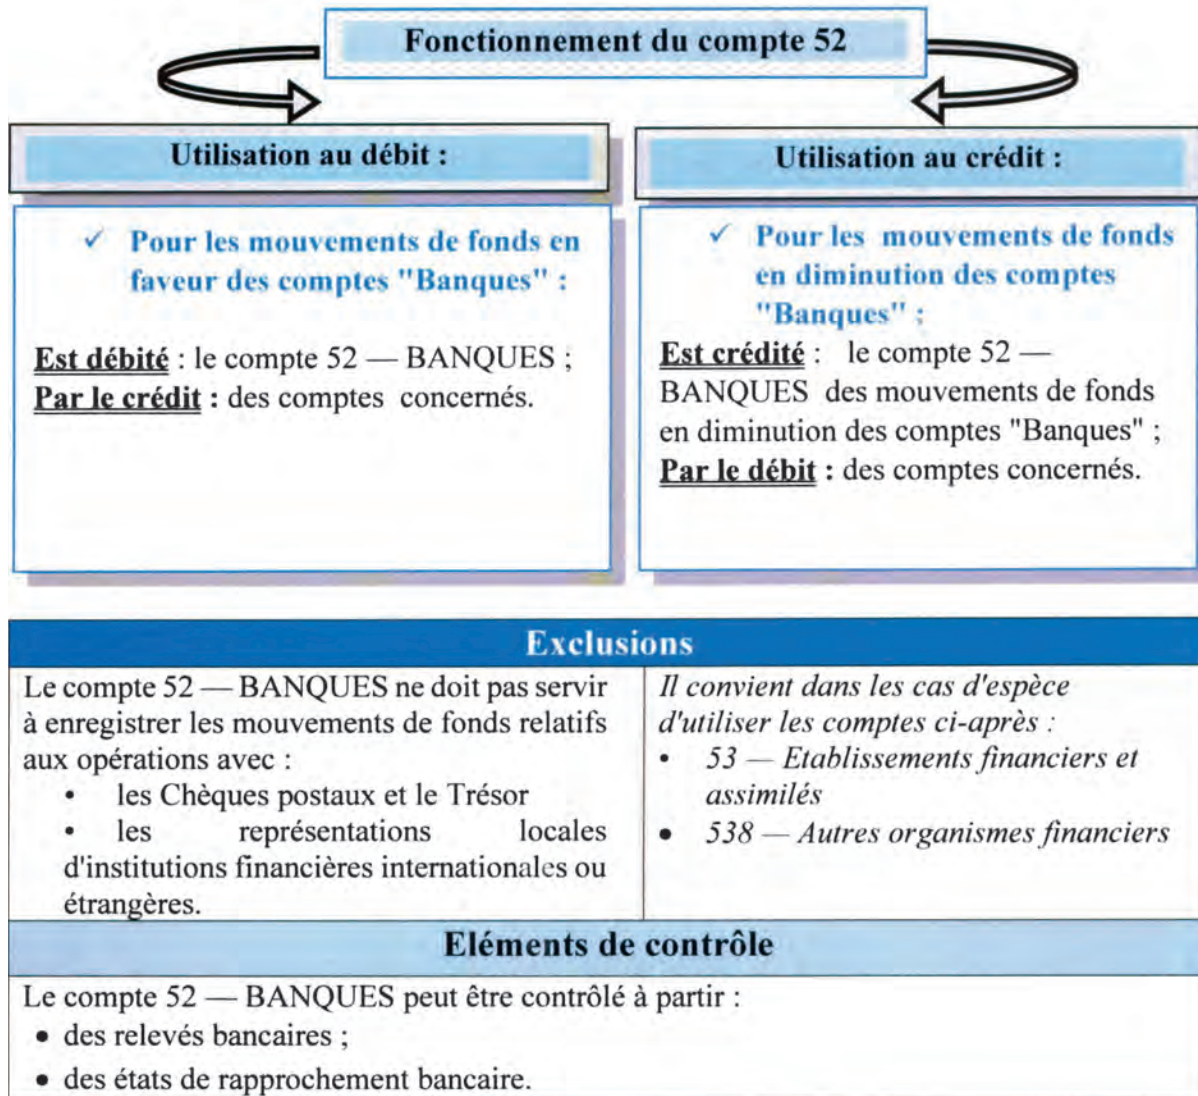 Fonctionnement du compte 52
Utilisation au débit :
✓ Pour les mouvements de fonds en
faveur des comptes "Banques" :
Est débité : le compte 52 — BANQUES ;
Par le crédit : des comptes concernés.
Utilisation au crédit :
✓ Pour les mouvements de fonds
en diminution des comptes
"Banques" :
Est crédité : le compte 52 —
BANQUES des mouvements de fonds
en diminution des comptes "Banques" ;
Par le débit : des comptes concernés.
Exclusions
Le compte 52 — BANQUES ne doit pas servir
à enregistrer les mouvements de fonds relatifs
aux opérations avec :
• les Chèques postaux et le Trésor
• les représentations locales
d'institutions financières internationales ou
étrangères.
Il convient dans les cas d'espèce
d'utiliser les comptes ci-après :
• 53 — Etablissements financiers et
assimilés
• 538 — Autres organismes financiers
Eléments de contrôle
Le compte 52 — BANQUES peut être contrôlé à partir :
• des relevés bancaires ;
• des états de rapprochement bancaire.